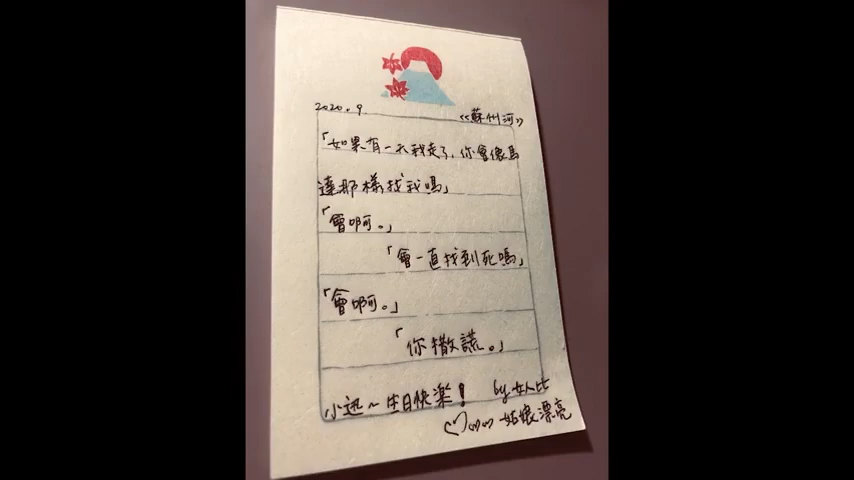 2020.9 《蘇州河》
「如果有一天我走了,你會像馬
達那樣找我嗎」
「會啊。」
「會一直找到死嗎」
「會啊。」
「你撒謊。」
小迅~生日快樂!by
姑娘漂亮